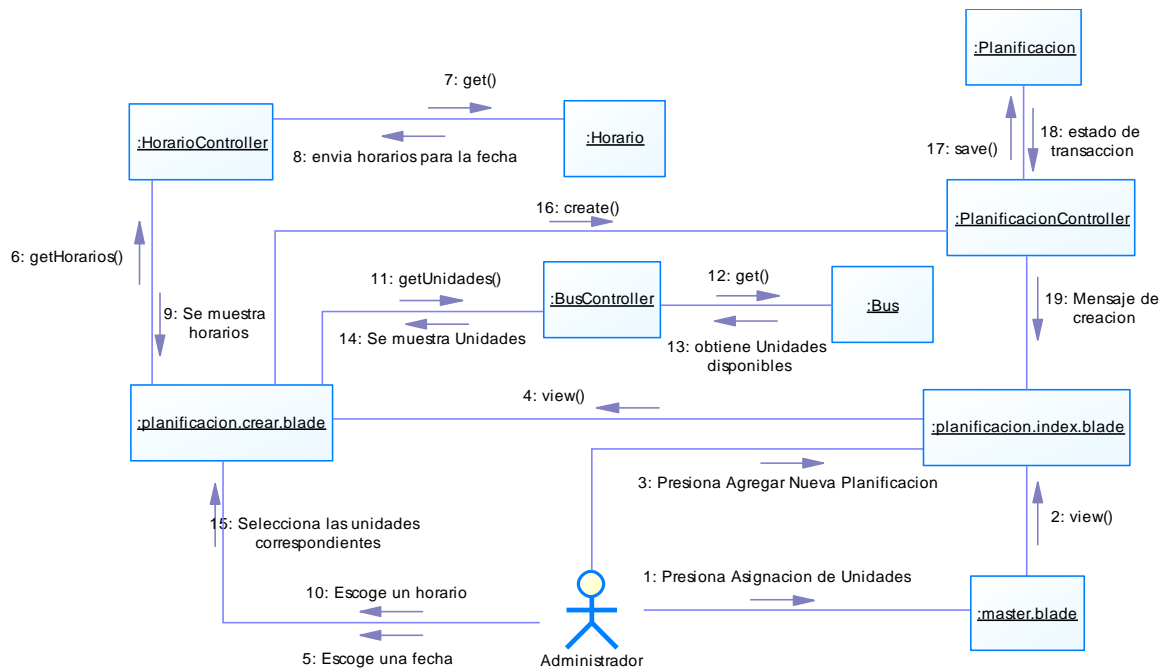 :Planificacion
7: get()
:HorarioController
:Horario
8: envia horarios para la fecha
17: save()
18: estado de
transaccion
16: create()
:PlanificacionController
6: getHorarios()
11: getUnidades()
12: get()
:BusController
:Bus
9: Se muestra
horarios
14: Se muestra Unidades
13: obtiene Unidades
disponibles
19: Mensaje de
creacion
4: view()
:planificacion.crear.blade
:planificacion.index.blade
3: Presiona Agregar Nueva Planificacion
15: Selecciona las unidades
correspondientes
2: view()
1: Presiona Asignacion de Unidades
10: Escoge un horario
:master.blade
5: Escoge una fecha
Administrador